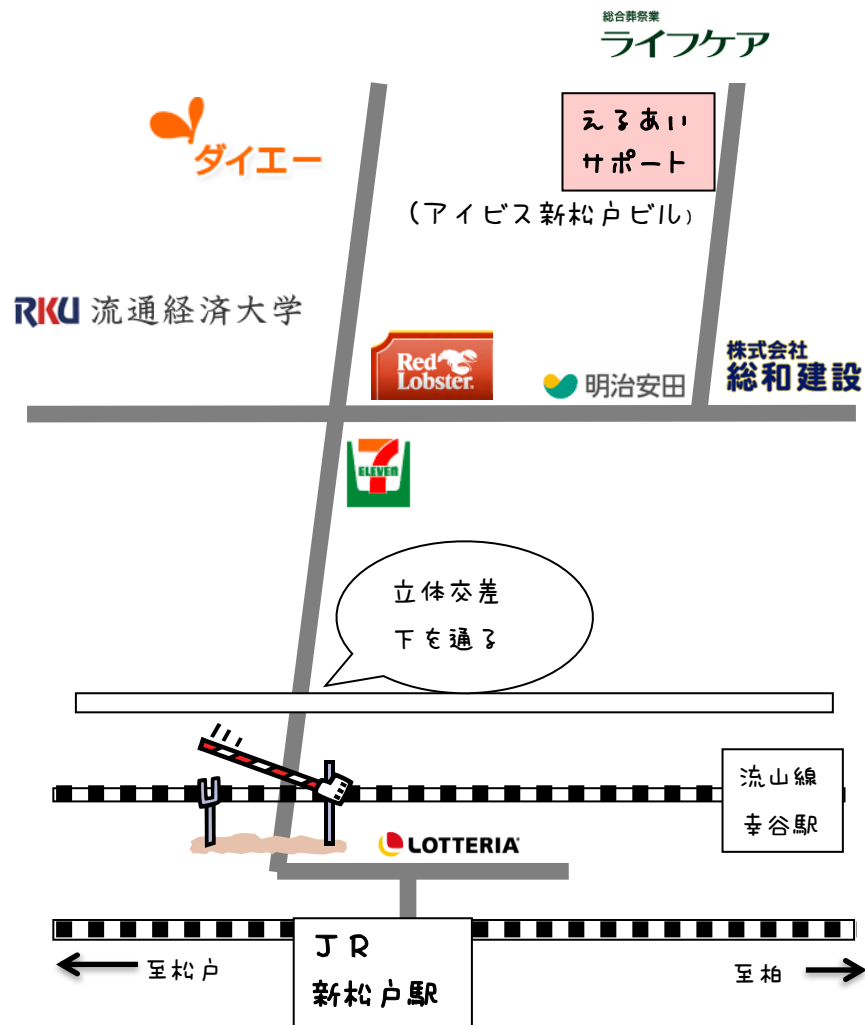 総合葬祭業
ライフケア
ダイエー
えるあい
サポート
(アイビス新松戸ビル)
RKU 流通経済大学
Red
Lobster.
明治安田
株式会社
総和建設
7
ELEVEN
立体交差
下を通る
流山線
幸谷駅
LOTTERIA
JR
新松戸駅
至松戸
至柏